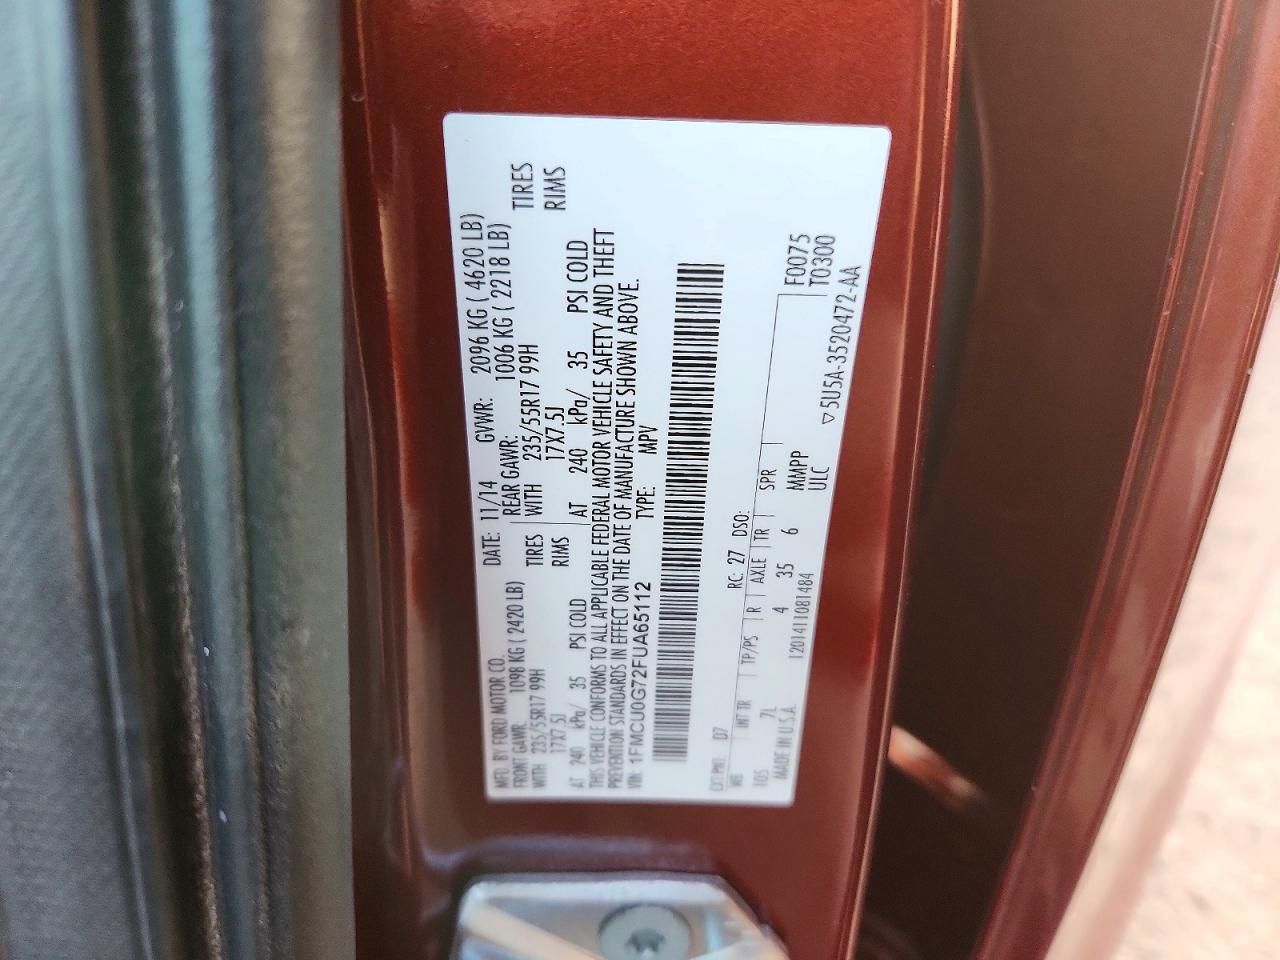 MFD. BY FORD MOTOR CO.
DATE: 11/14 GVWR: 2096 KG ( 4620 LB)
FRONT GAWR: 1098 KG ( 2420 LB) REAR GAWR: 1006 KG ( 2218 LB)
WITH 235/55R17 99H TIRES WITH 235/55R17 99H TIRES
17X7.5J RIMS 17X7.5J RIMS
AT 240 kPa/ 35 PSI COLD AT 240 kPa/ 35 PSI COLD
THIS VEHICLE CONFORMS TO ALL APPLICABLE FEDERAL MOTOR VEHICLE SAFETY AND THEFT
PREVENTION STANDARDS IN EFFECT ON THE DATE OF MANUFACTURE SHOWN ABOVE.
VIN: 1FMCU0G72FUA65112 TYPE: MPV
EXT PNT: D7 RC: 27 DSO: F0075
WB INT TR TP/PS R AXLE TR SPR T0300
105 7L 4 35 6 MMPP
MADE IN U.S.A. 1201411081484 ULC
▽5U5A-3520472-AA